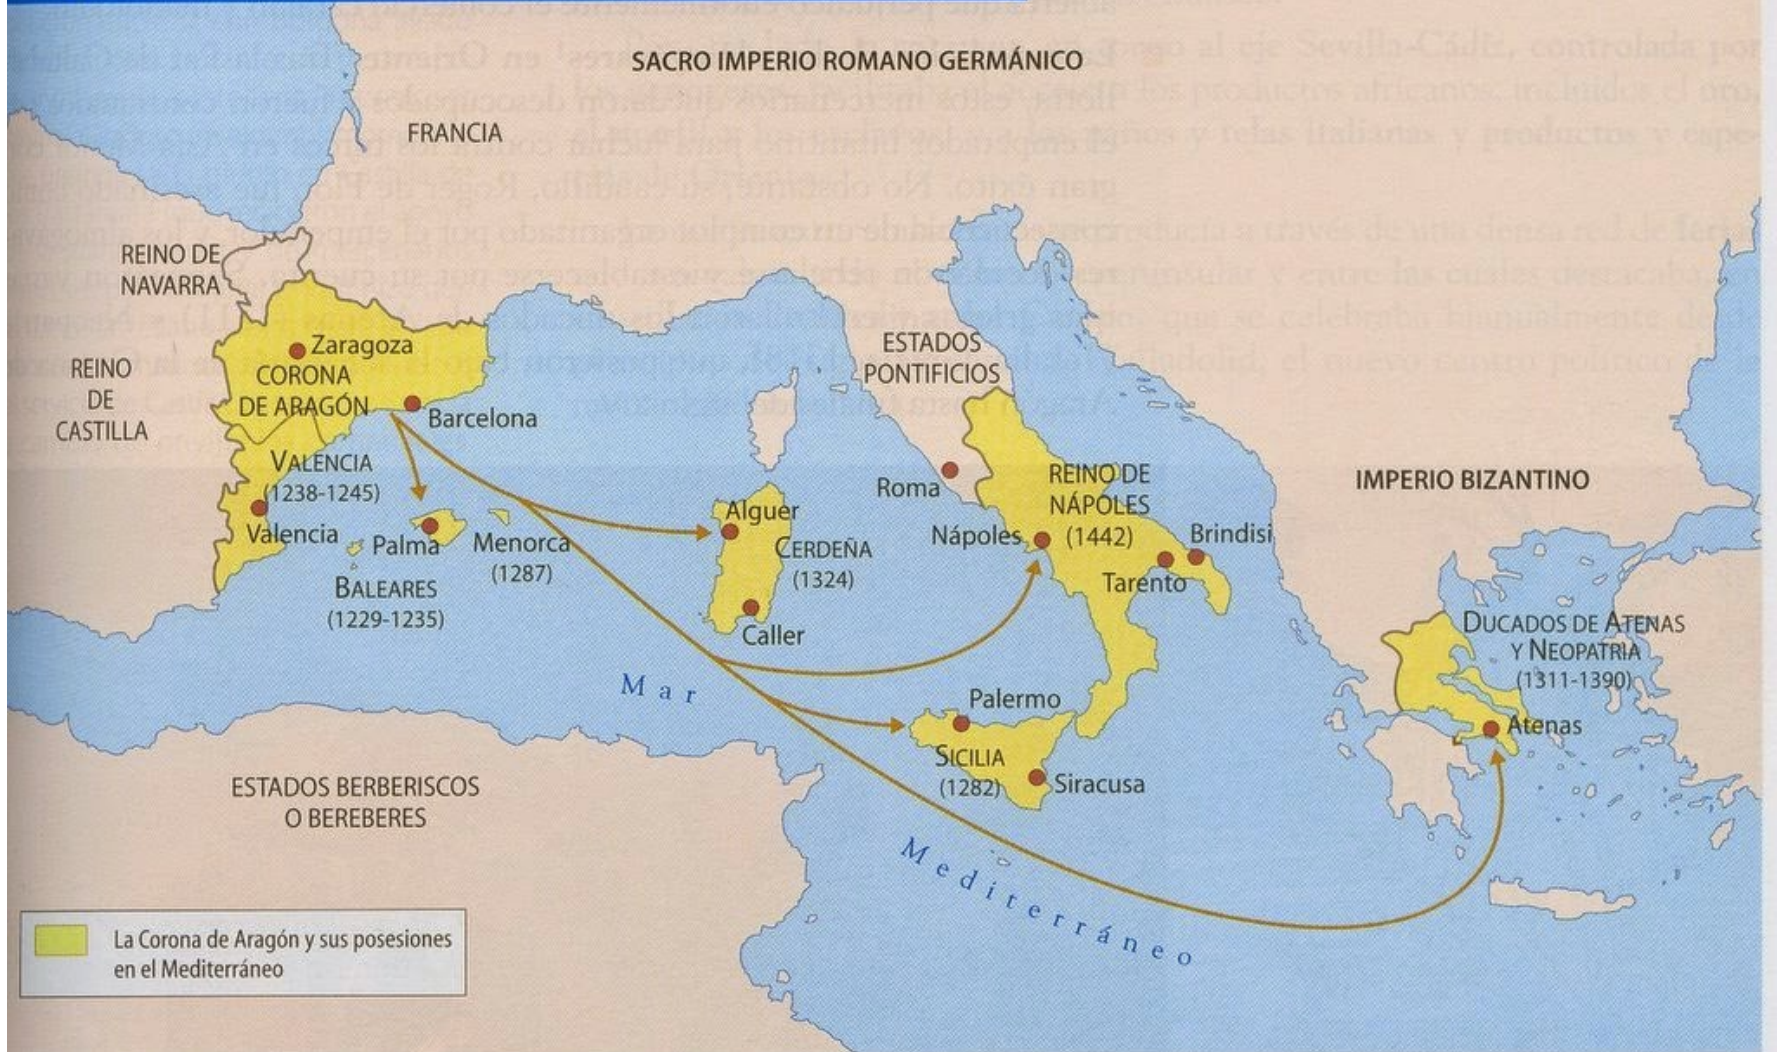 SACRO IMPERIO ROMANO GERMÁNICO
FRANCIA
REINO DE
NAVARRA
REINO
DE
CASTILLA
Zaragoza
CORONA
DE ARAGÓN
Barcelona
VALENCIA
(1238-1245)
Valencia
Palma
Menorca
(1287)
BALEARES
(1229-1235)
Alguer
CERDEÑA
(1324)
Caller
ESTADOS
PONTIFICIOS
Roma
REINO DE
NÁPOLES
(1442)
Nápoles
Brindisi
Tarento
IMPERIO BIZANTINO
DUCADOS DE ATENAS
Y NEOPATRIA
(1311-1390)
Atenas
Palermo
SICILIA
(1282)
Siracusa
Mar
Mediterráneo
ESTADOS BERBERISCOS
O BEREBERES
La Corona de Aragón y sus posesiones
en el Mediterráneo